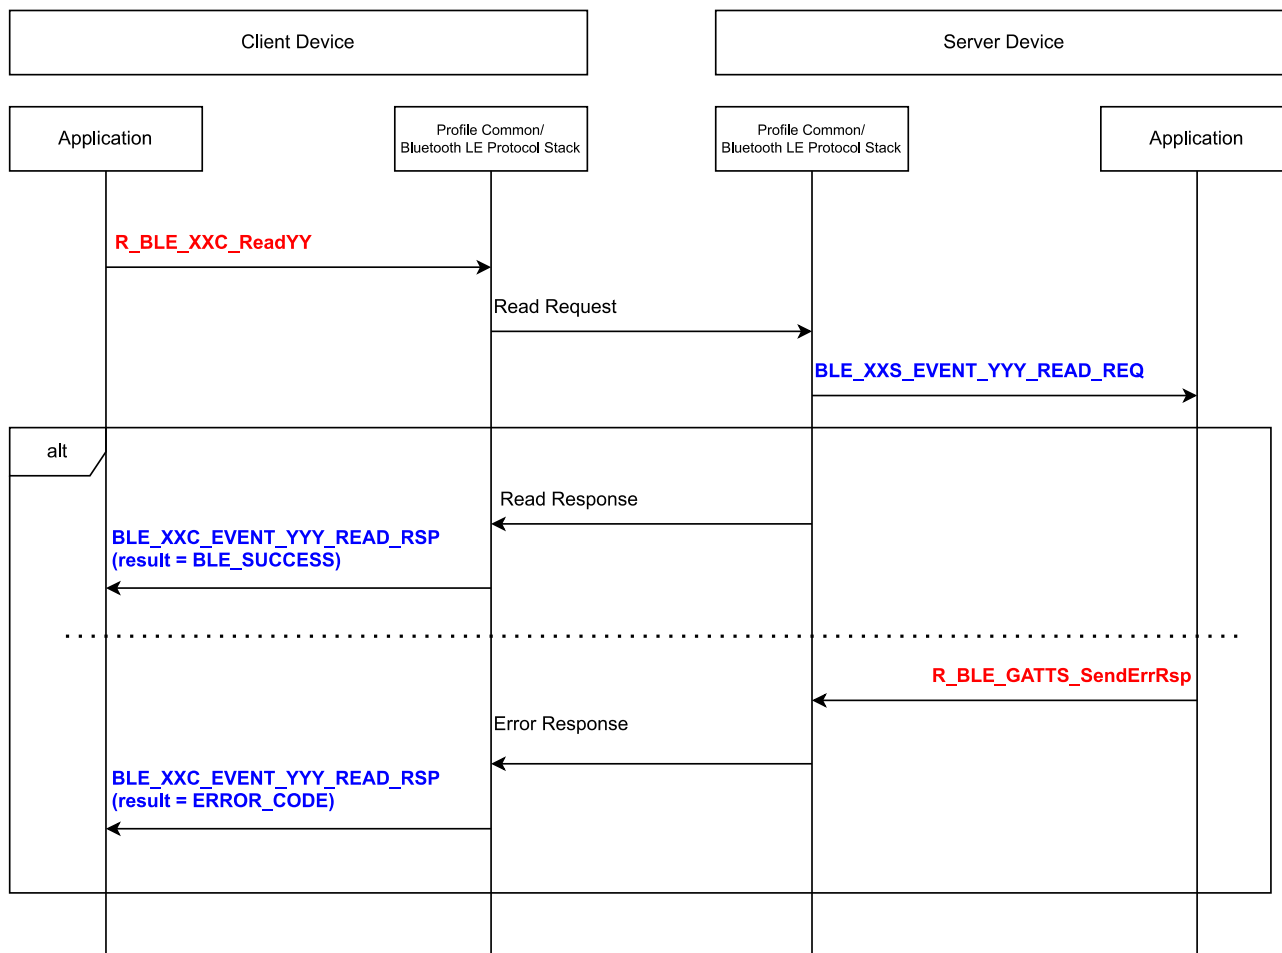 Client Device
Server Device
Application
Profile Common/
Bluetooth LE Protocol Stack
Profile Common/
Bluetooth LE Protocol Stack
Application
R_BLE_XXC_ReadYY
Read Request
BLE_XXS_EVENT_YYY_READ_REQ
alt
Read Response
BLE_XXC_EVENT_YYY_READ_RSP
(result = BLE_SUCCESS)
R_BLE_GATTS_SendErrRsp
Error Response
BLE_XXC_EVENT_YYY_READ_RSP
(result = ERROR_CODE)